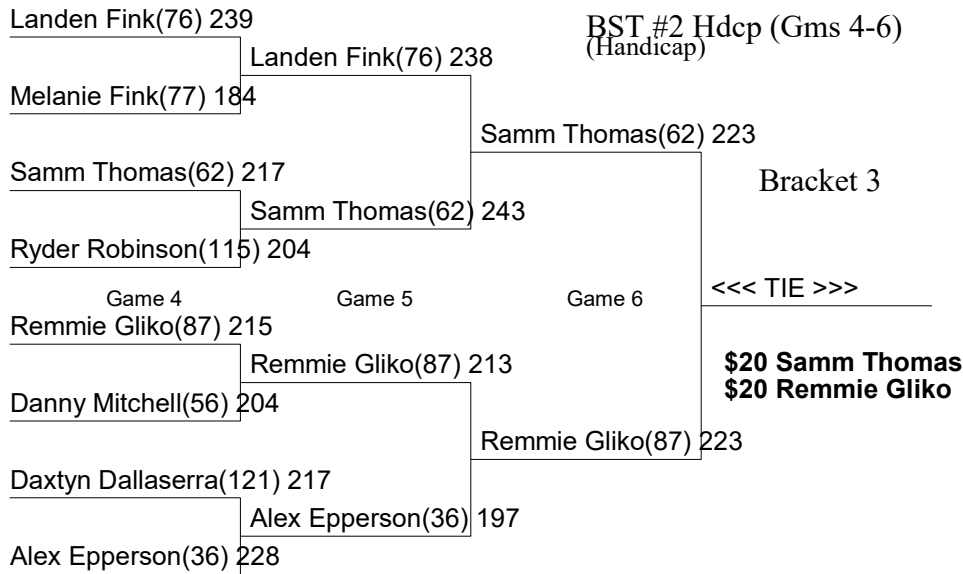 Landen Fink(76) 239
BST #2 Hdcp (Gms 4-6)
(Handicap)
Landen Fink(76) 238
Melanie Fink(77) 184
Samm Thomas(62) 223
Samm Thomas(62) 217
Bracket 3
Samm Thomas(62) 243
Ryder Robinson(115) 204
Game 4 Game 5 Game 6
<<< TIE >>>
Remmie Gliko(87) 215
Remmie Gliko(87) 213
$20 Samm Thomas
$20 Remmie Gliko
Danny Mitchell(56) 204
Remmie Gliko(87) 223
Daxtyn Dallaserra(121) 217
Alex Epperson(36) 197
Alex Epperson(36) 228